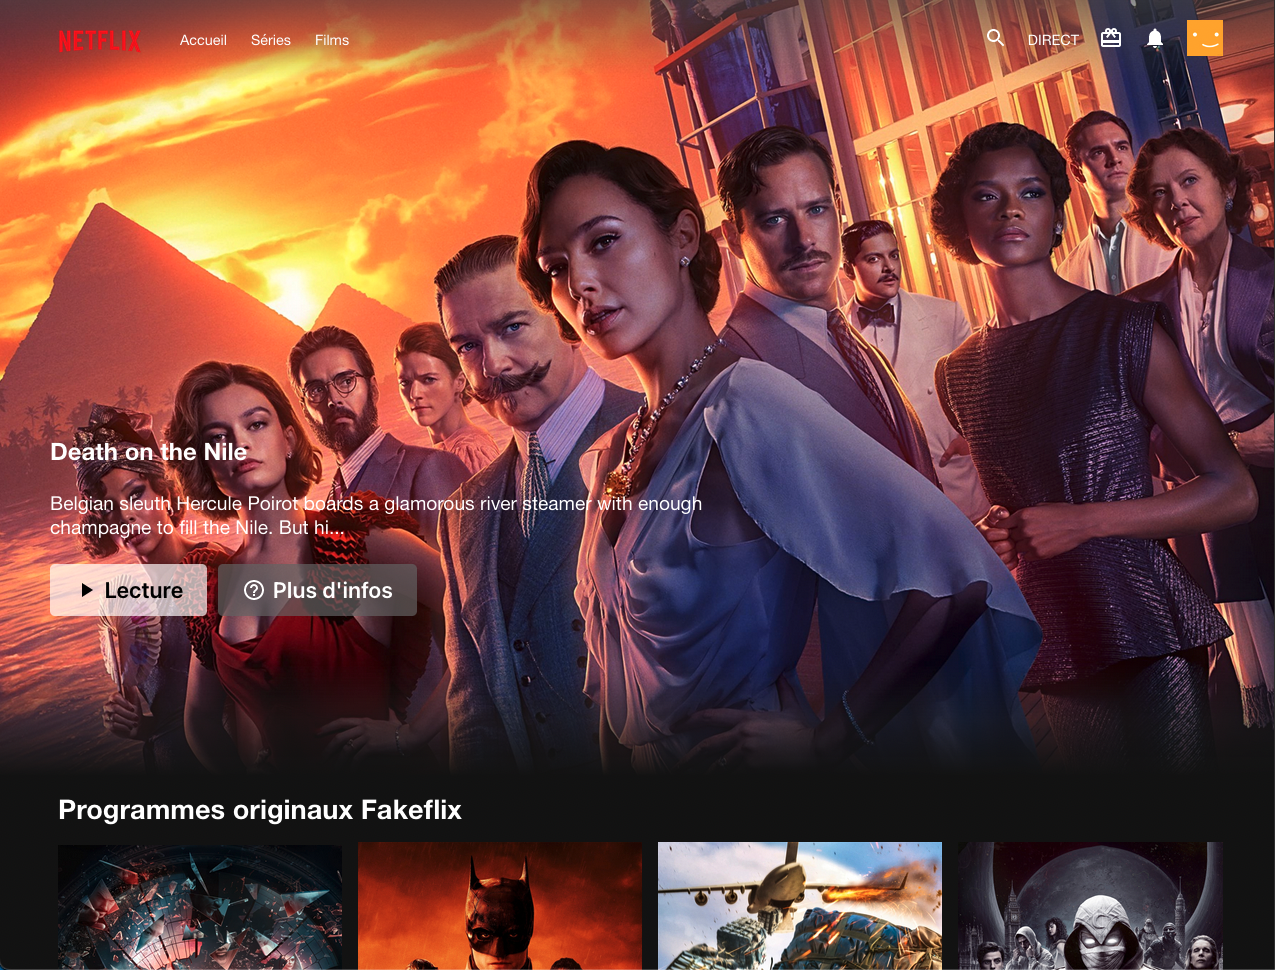 NETFLIX
Accueil
Séries
Films
DIRECT
Death on the Nile
Belgian sleuth Hercule Poirot boards a glamorous river steamer with enough
champagne to fill the Nile. But hi...
Lecture
Plus d'infos
Programmes originaux Fakeflix